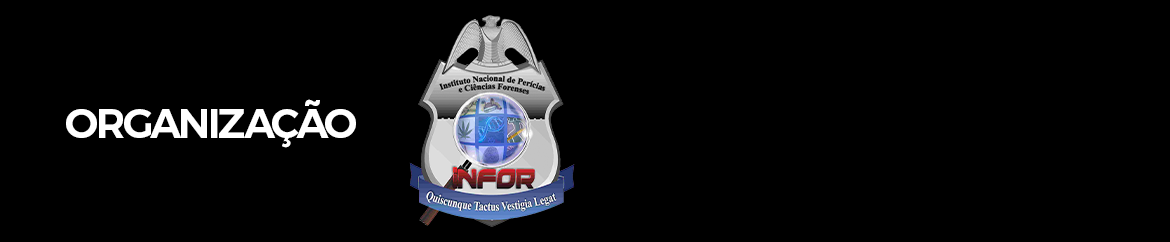 ORGANIZAÇÃO
Instituto Nacional de Perícias
e Ciências Forenses
INFOR
Quiscunque Tactus Vestigia Legat